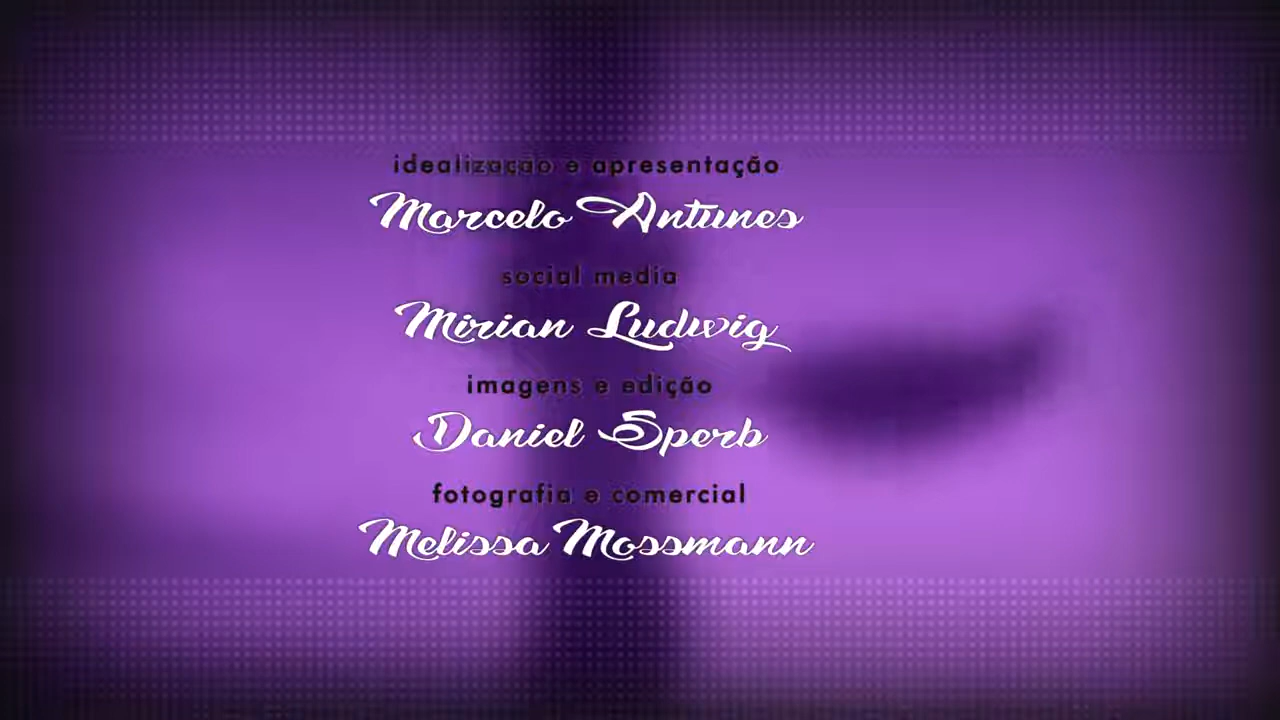 idealização e apresentação
Marcelo Antunes
social media
Mirian Ludwig
imagens e edição
Daniel Sperb
fotografia e comercial
Melissa Mossmann